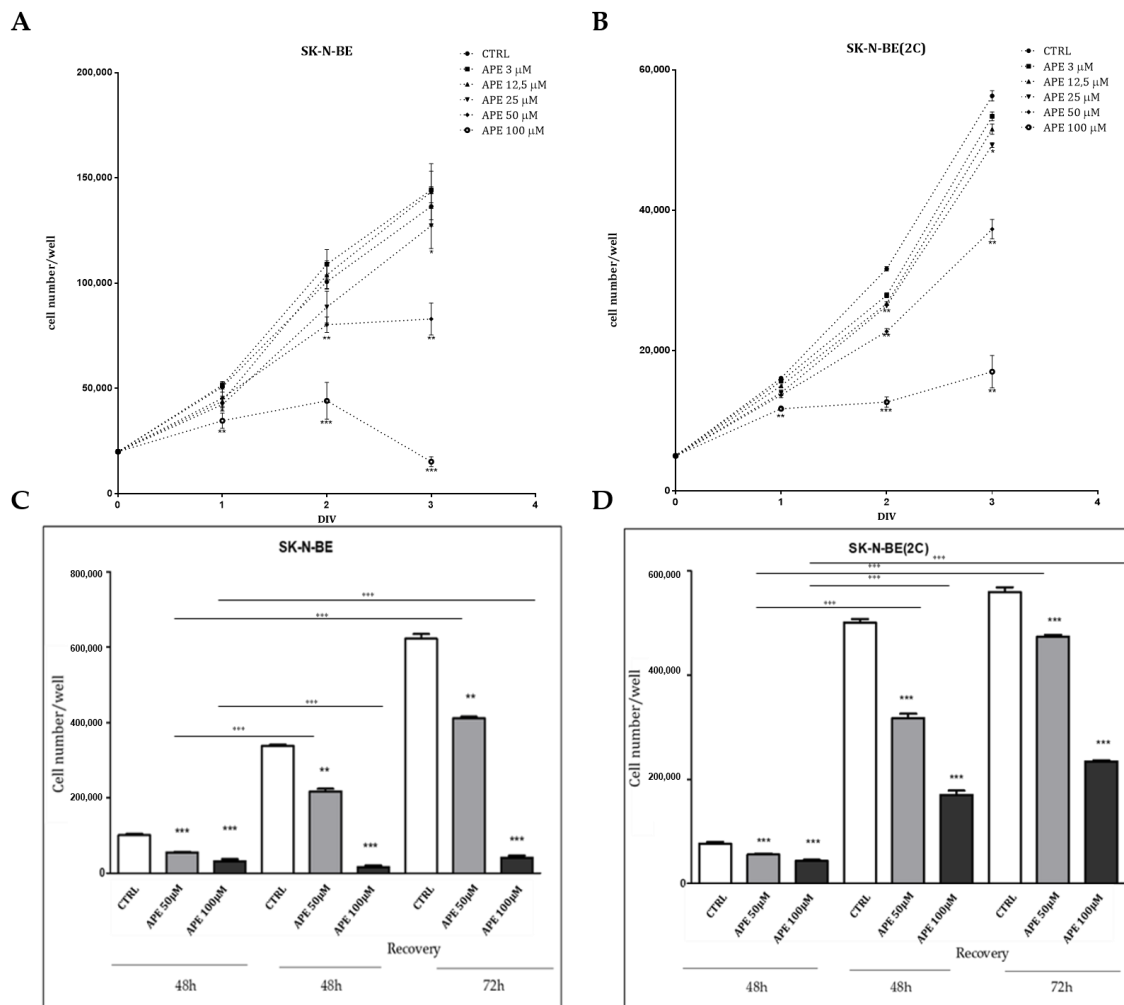 A
SK-N-BE
CTRL
APE 3 µM
APE 12,5 µM
APE 25 µM
APE 50 µM
APE 100 µM
200,000
150,000
100,000
50,000
0
cell number/well
*
**
**
**
***
***
0 1 2 3 4
DIV
B
SK-N-BE(2C)
CTRL
APE 3 µM
APE 12,5 µM
APE 25 µM
APE 50 µM
APE 100 µM
60,000
40,000
20,000
0
cell number/well
*
**
**
**
**
***
**
0 1 2 3 4
DIV
C
SK-N-BE
800,000
600,000
400,000
200,000
0
Cell number/well
***
***
***
***
*** *** ** *** ** ***
CTRL APE 50µM APE 100µM CTRL APE 50µM APE 100µM CTRL APE 50µM APE 100µM
Recovery
48h 48h 72h
D
SK-N-BE(2C)
600,000
400,000
200,000
0
Cell number/well
***
***
***
***
*** *** *** *** *** ***
CTRL APE 50µM APE 100µM CTRL APE 50µM APE 100µM CTRL APE 50µM APE 100µM
Recovery
48h 48h 72h